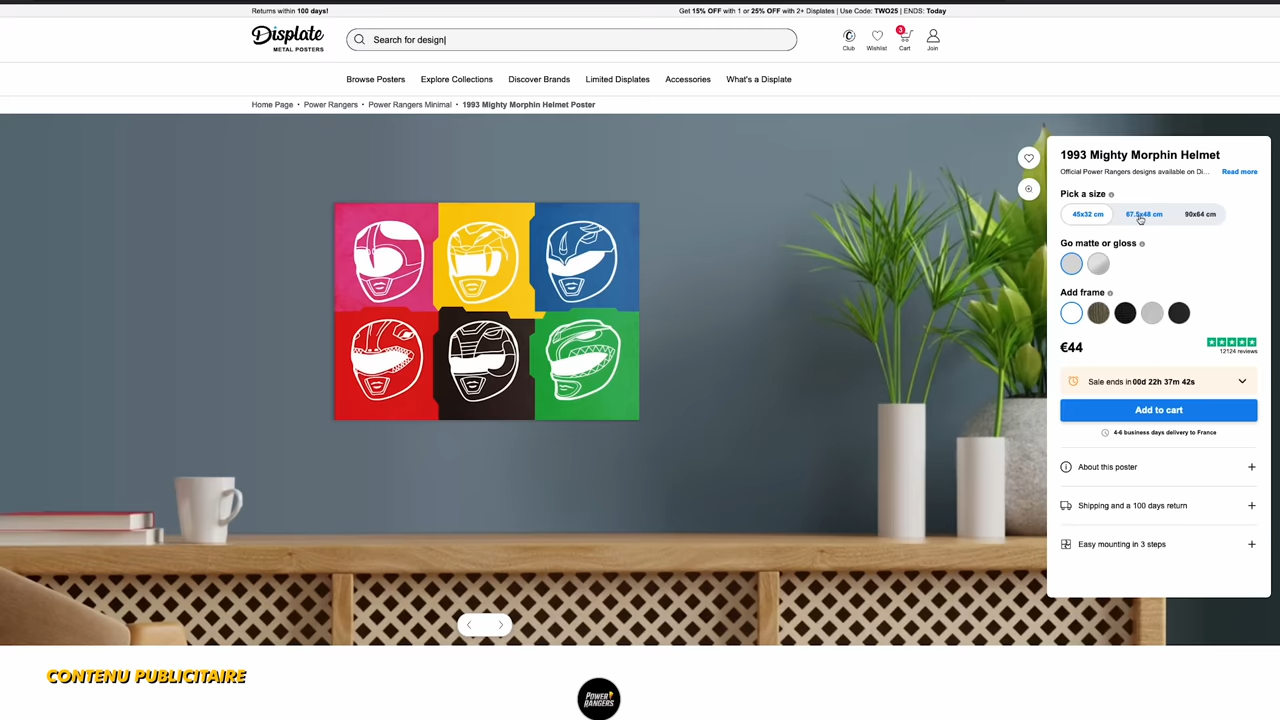 Returns within 100 days!
Get 15% OFF with 1 or 25% OFF with 2+ Displates | Use Code: TWO25 | ENDS: Today
Displate
METAL POSTERS
Search for design
Club
Wishlist
3
Cart
Join
Browse Posters
Explore Collections
Discover Brands
Limited Displates
Accessories
What's a Displate
Home Page • Power Rangers • Power Rangers Minimal • 1993 Mighty Morphin Helmet Poster
1993 Mighty Morphin Helmet
Official Power Rangers designs available on Di... Read more
Pick a size
45x32 cm
67.5x48 cm
90x64 cm
Go matte or gloss
Add frame
€44
12124 reviews
Sale ends in 00d 22h 37m 42s
Add to cart
4-6 business days delivery to France
About this poster
Shipping and a 100 days return
Easy mounting in 3 steps
CONTENU PUBLICITAIRE
POWER
RANGERS